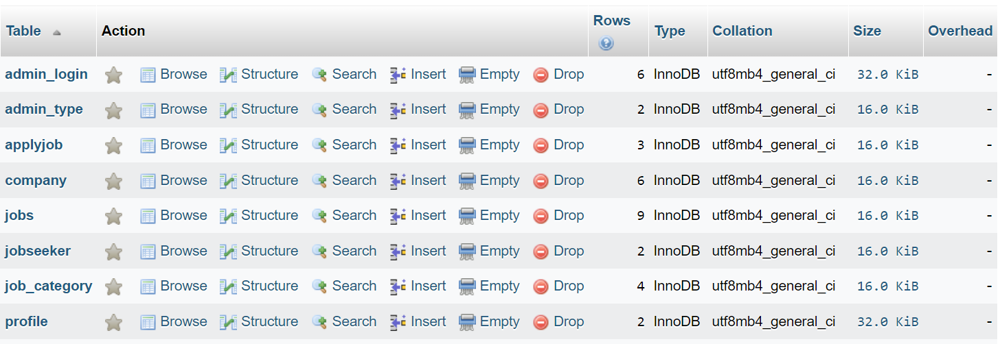 Table Action Rows Type Collation Size Overhead
admin_login Browse Structure Search Insert Empty Drop 6 InnoDB utf8mb4_general_ci 32.0 KiB -
admin_type Browse Structure Search Insert Empty Drop 2 InnoDB utf8mb4_general_ci 16.0 KiB -
applyjob Browse Structure Search Insert Empty Drop 3 InnoDB utf8mb4_general_ci 16.0 KiB -
company Browse Structure Search Insert Empty Drop 6 InnoDB utf8mb4_general_ci 16.0 KiB -
jobs Browse Structure Search Insert Empty Drop 9 InnoDB utf8mb4_general_ci 16.0 KiB -
jobseeker Browse Structure Search Insert Empty Drop 2 InnoDB utf8mb4_general_ci 16.0 KiB -
job_category Browse Structure Search Insert Empty Drop 4 InnoDB utf8mb4_general_ci 16.0 KiB -
profile Browse Structure Search Insert Empty Drop 2 InnoDB utf8mb4_general_ci 32.0 KiB -